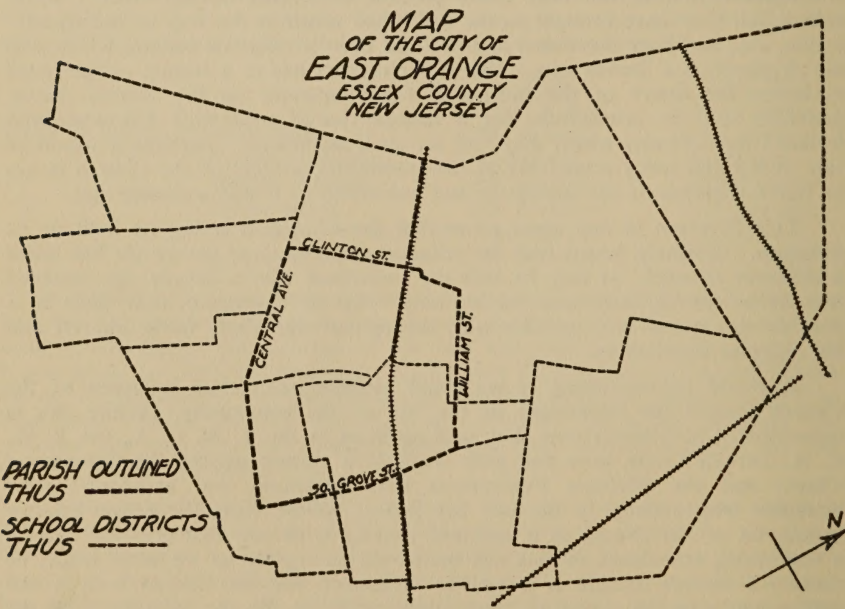 MAP
OF THE CITY OF
EAST ORANGE
ESSEX COUNTY
NEW JERSEY
CLINTON ST.
CENTRAL AVE.
WILLIAM ST.
SO. GROVE ST.
PARISH OUTLINED
THUS
SCHOOL DISTRICTS
THUS
N